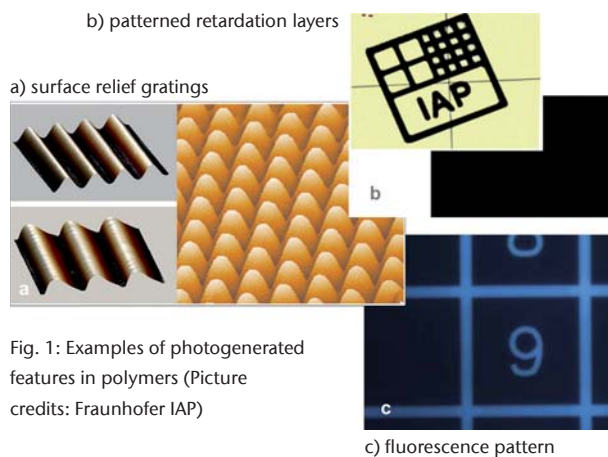 b) patterned retardation layers
a) surface relief gratings
IAP
b
a
Fig. 1: Examples of photogenerated
features in polymers (Picture
credits: Fraunhofer IAP)
9
c
c) fluorescence pattern